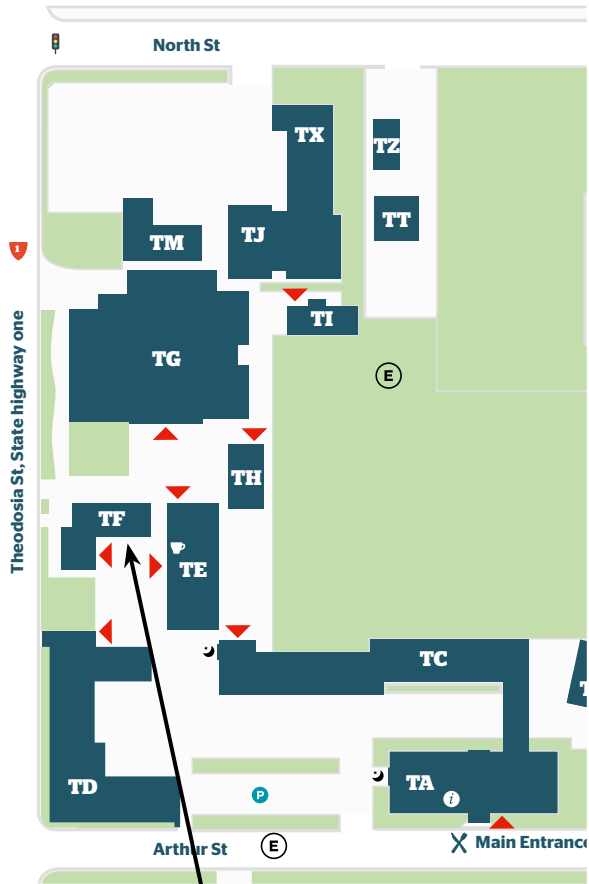 North St
TX
TZ
TT
TJ
TM
1
TI
TG
E
Theodosia St, State highway one
TH
TF
TE
TC
TD
TA
i
P
Arthur St
E
Main Entrance